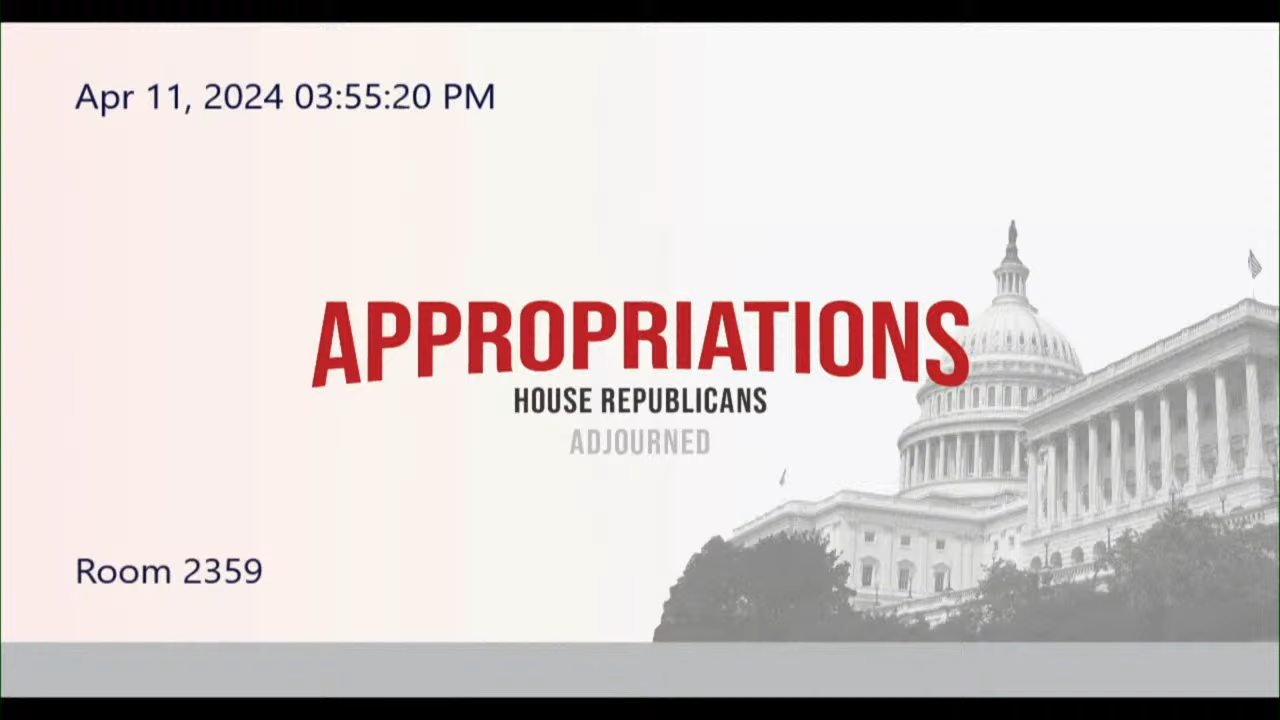 Apr 11, 2024 03:55:20 PM
APPROPRIATIONS
HOUSE REPUBLICANS
ADJOURNED
Room 2359